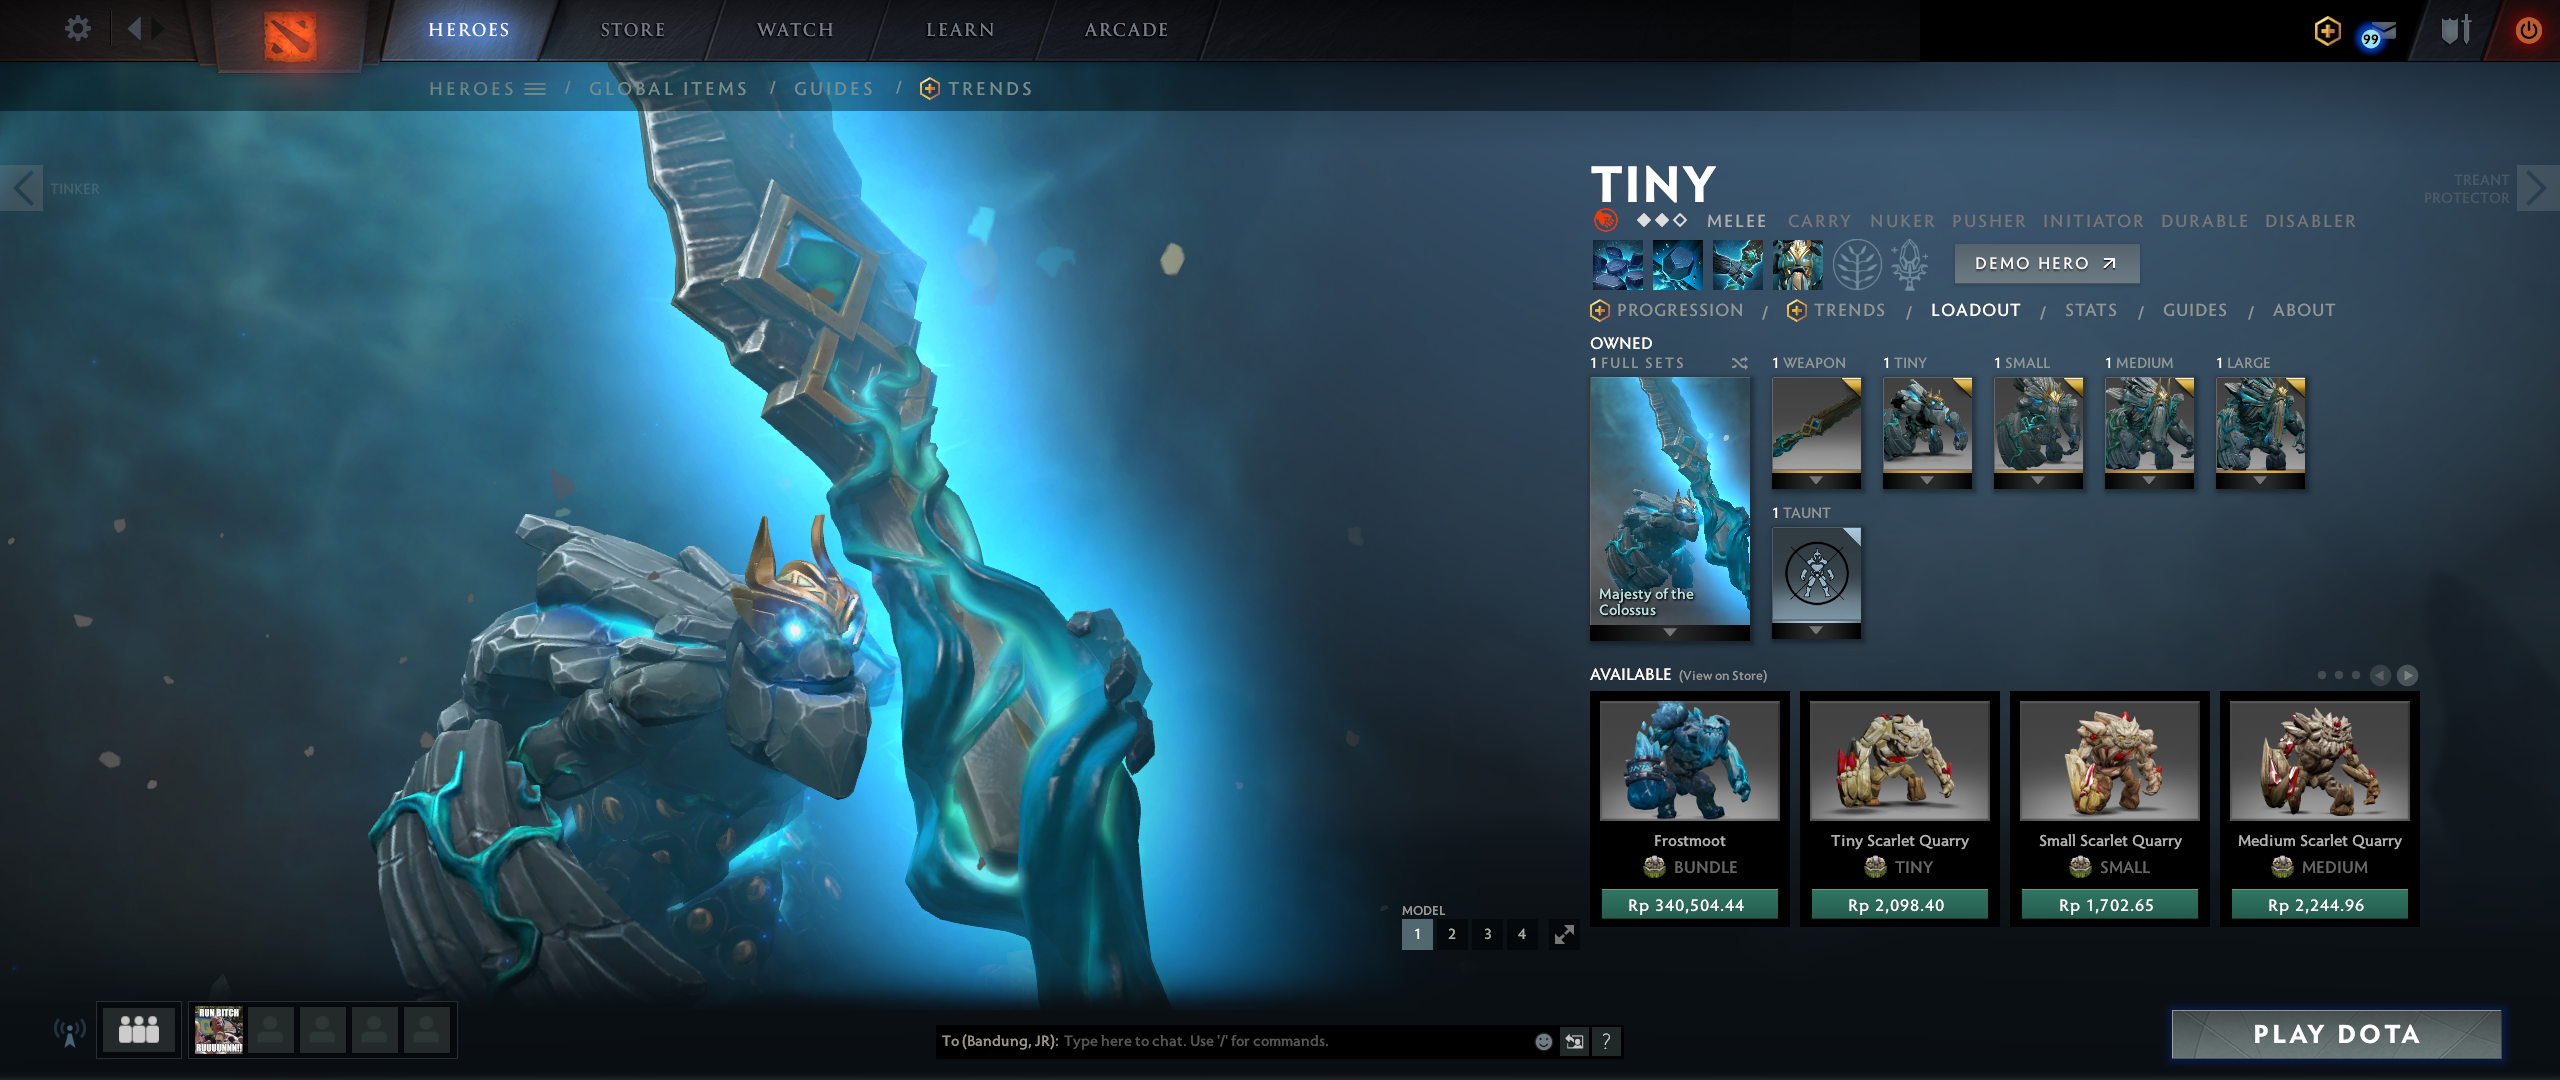 HEROES
STORE
WATCH
LEARN
ARCADE
99
HEROES / GLOBAL ITEMS / GUIDES / TRENDS
TINKER
TREANT
PROTECTOR
TINY
MELEE CARRY NUKER PUSHER INITIATOR DURABLE DISABLER
DEMO HERO
PROGRESSION / TRENDS / LOADOUT / STATS / GUIDES / ABOUT
OWNED
1 FULL SETS
1 WEAPON
1 TINY
1 SMALL
1 MEDIUM
1 LARGE
Majesty of the
Colossus
1 TAUNT
AVAILABLE (View on Store)
Frostmoot
BUNDLE
Rp 340,504.44
Tiny Scarlet Quarry
TINY
Rp 2,098.40
Small Scarlet Quarry
SMALL
Rp 1,702.65
Medium Scarlet Quarry
MEDIUM
Rp 2,244.96
MODEL
1 2 3 4
RUN BITCH
RUUUUNNN!!
To (Bandung, JR): Type here to chat. Use '/' for commands.
?
PLAY DOTA